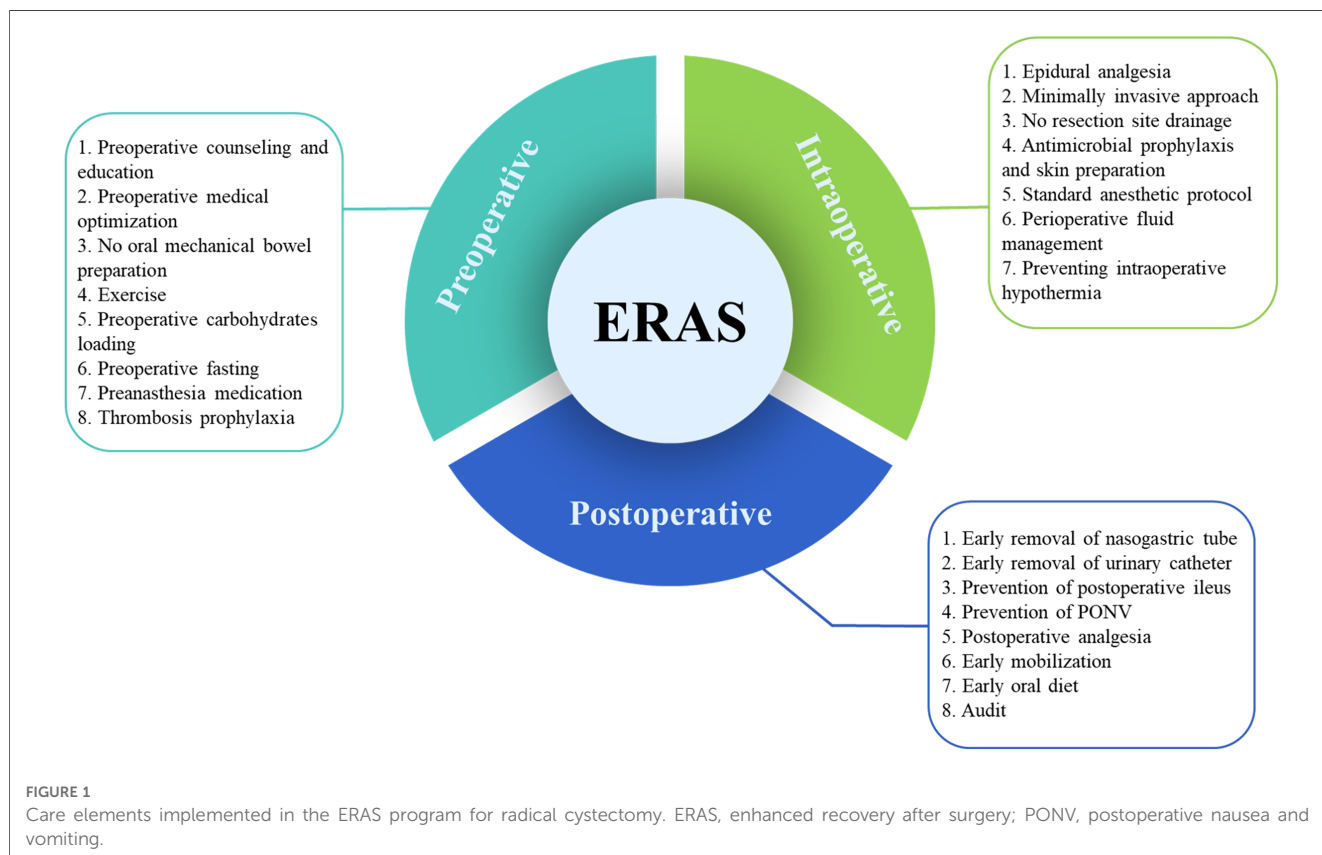 1. Preoperative counseling and
education
2. Preoperative medical
optimization
3. No oral mechanical bowel
preparation
4. Exercise
5. Preoperative carbohydrates
loading
6. Preoperative fasting
7. Preanasthesia medication
8. Thrombosis prophylaxia
Preoperative
ERAS
Intraoperative
1. Epidural analgesia
2. Minimally invasive approach
3. No resection site drainage
4. Antimicrobial prophylaxis
and skin preparation
5. Standard anesthetic protocol
6. Perioperative fluid
management
7. Preventing intraoperative
hypothermia
Postoperative
1. Early removal of nasogastric tube
2. Early removal of urinary catheter
3. Prevention of postoperative ileus
4. Prevention of PONV
5. Postoperative analgesia
6. Early mobilization
7. Early oral diet
8. Audit
FIGURE 1
Care elements implemented in the ERAS program for radical cystectomy. ERAS, enhanced recovery after surgery; PONV, postoperative nausea and
vomiting.